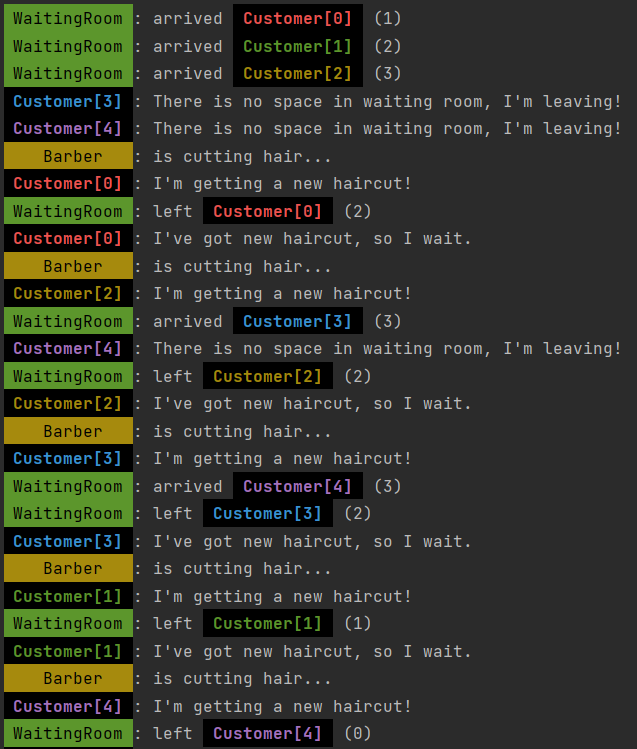 WaitingRoom : arrived Customer[0] (1)
WaitingRoom : arrived Customer[1] (2)
WaitingRoom : arrived Customer[2] (3)
Customer[3] : There is no space in waiting room, I'm leaving!
Customer[4] : There is no space in waiting room, I'm leaving!
Barber : is cutting hair...
Customer[0] : I'm getting a new haircut!
WaitingRoom : left Customer[0] (2)
Customer[0] : I've got new haircut, so I wait.
Barber : is cutting hair...
Customer[2] : I'm getting a new haircut!
WaitingRoom : arrived Customer[3] (3)
Customer[4] : There is no space in waiting room, I'm leaving!
WaitingRoom : left Customer[2] (2)
Customer[2] : I've got new haircut, so I wait.
Barber : is cutting hair...
Customer[3] : I'm getting a new haircut!
WaitingRoom : arrived Customer[4] (3)
WaitingRoom : left Customer[3] (2)
Customer[3] : I've got new haircut, so I wait.
Barber : is cutting hair...
Customer[1] : I'm getting a new haircut!
WaitingRoom : left Customer[1] (1)
Customer[1] : I've got new haircut, so I wait.
Barber : is cutting hair...
Customer[4] : I'm getting a new haircut!
WaitingRoom : left Customer[4] (0)